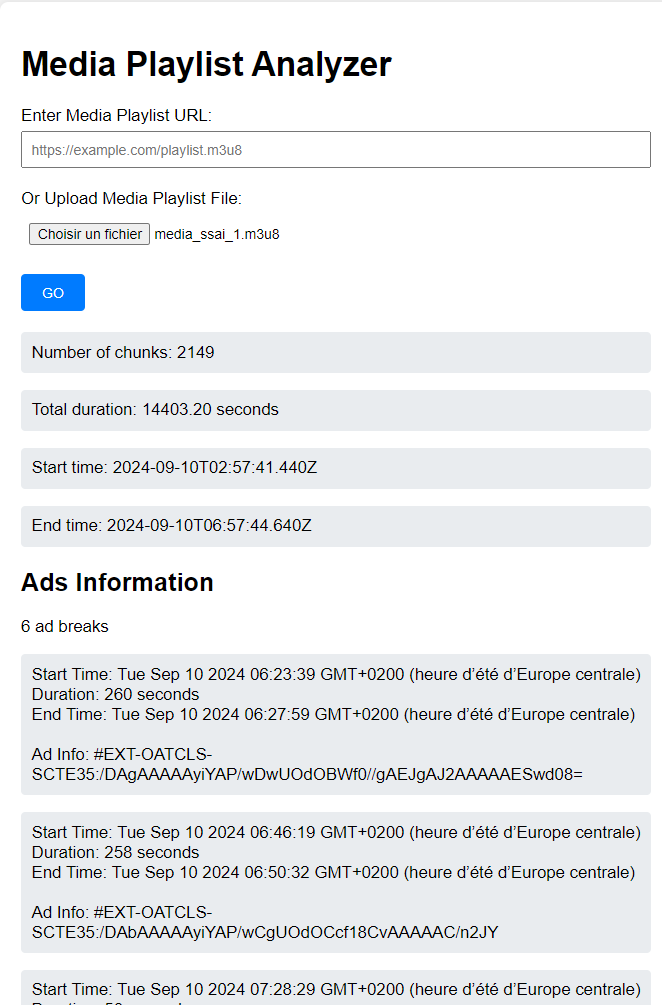 Media Playlist Analyzer
Enter Media Playlist URL:
https://example.com/playlist.m3u8
Or Upload Media Playlist File:
Choisir un fichier media_ssai_1.m3u8
GO
Number of chunks: 2149
Total duration: 14403.20 seconds
Start time: 2024-09-10T02:57:41.440Z
End time: 2024-09-10T06:57:44.640Z
Ads Information
6 ad breaks
Start Time: Tue Sep 10 2024 06:23:39 GMT+0200 (heure d’été d’Europe centrale)
Duration: 260 seconds
End Time: Tue Sep 10 2024 06:27:59 GMT+0200 (heure d’été d’Europe centrale)
Ad Info: #EXT-OATCLS-
SCTE35:/DAgAAAAAyiYAP/wDwUOdOBWf0//gAEJgAJ2AAAAAESwd08=
Start Time: Tue Sep 10 2024 06:46:19 GMT+0200 (heure d’été d’Europe centrale)
Duration: 258 seconds
End Time: Tue Sep 10 2024 06:50:32 GMT+0200 (heure d’été d’Europe centrale)
Ad Info: #EXT-OATCLS-
SCTE35:/DAbAAAAAyiYAP/wCgUOdOCcf18CvAAAAAC/n2JY
Start Time: Tue Sep 10 2024 07:28:29 GMT+0200 (heure d’été d’Europe centrale)